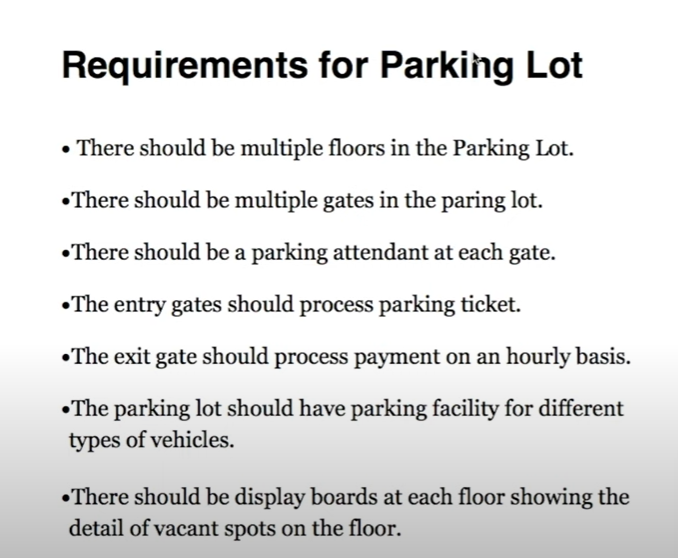 Requirements for Parking Lot
• There should be multiple floors in the Parking Lot.
•There should be multiple gates in the paring lot.
•There should be a parking attendant at each gate.
•The entry gates should process parking ticket.
•The exit gate should process payment on an hourly basis.
•The parking lot should have parking facility for different
types of vehicles.
•There should be display boards at each floor showing the
detail of vacant spots on the floor.